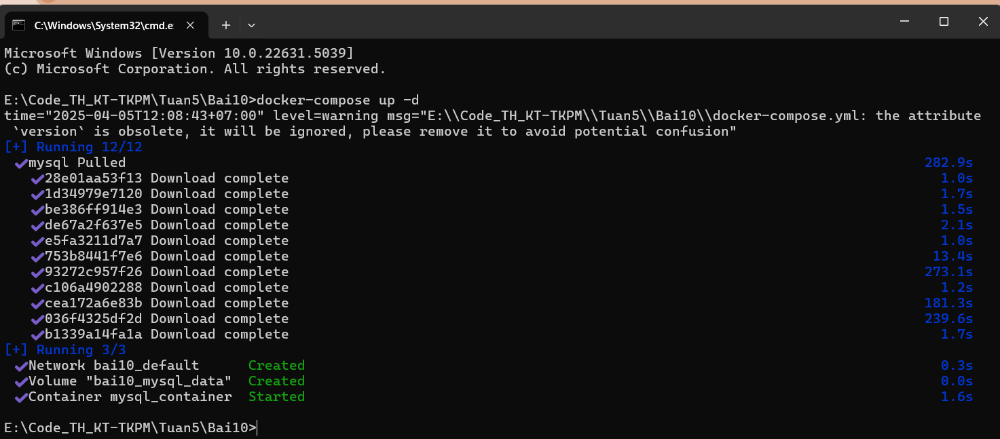 C:\Windows\System32\cmd.e
Microsoft Windows [Version 10.0.22631.5039]
(c) Microsoft Corporation. All rights reserved.
E:\Code_TH_KT-TKPM\Tuan5\Bai10>docker-compose up -d
time="2025-04-05T12:08:43+07:00" level=warning msg="E:\\Code_TH_KT-TKPM\\Tuan5\\Bai10\\docker-compose.yml: the attribute
`version` is obsolete, it will be ignored, please remove it to avoid potential confusion"
[+] Running 12/12
✔mysql Pulled 282.9s
✔28e01aa53f13 Download complete 1.0s
✔1d34979e7120 Download complete 1.7s
✔be386ff914e3 Download complete 1.5s
✔de67a2f637e5 Download complete 2.1s
✔e5fa3211d7a7 Download complete 1.0s
✔753b8441f7e6 Download complete 13.4s
✔93272c957f26 Download complete 273.1s
✔c106a4902288 Download complete 1.2s
✔cea172a6e83b Download complete 181.3s
✔036f4325df2d Download complete 239.6s
✔b1339a14fa1a Download complete 1.7s
[+] Running 3/3
✔Network bai10_default Created 0.3s
✔Volume "bai10_mysql_data" Created 0.0s
✔Container mysql_container Started 1.6s
E:\Code_TH_KT-TKPM\Tuan5\Bai10>